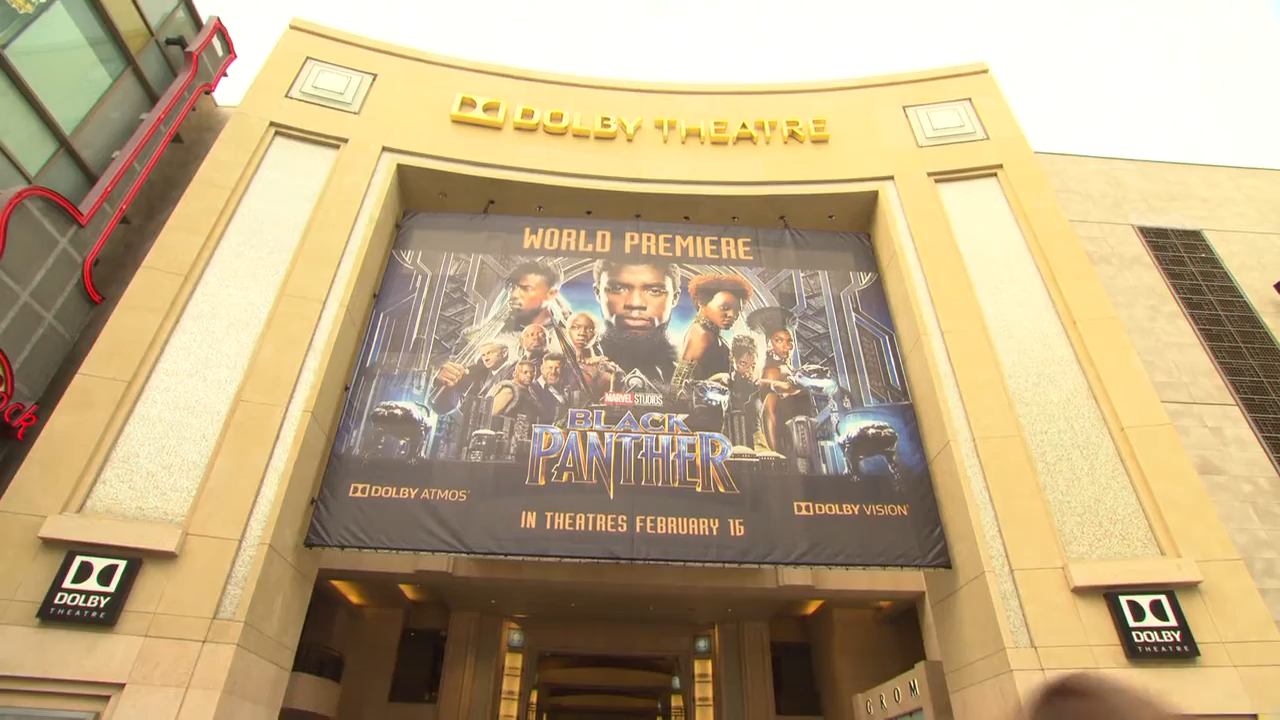 DOLBY THEATRE
WORLD PREMIERE
MARVEL STUDIOS
BLACK
PANTHER
DOLBY ATMOS
DOLBY VISION
IN THEATRES FEBRUARY 16
DOLBY
THEATRE
DOLBY
THEATRE
GROM